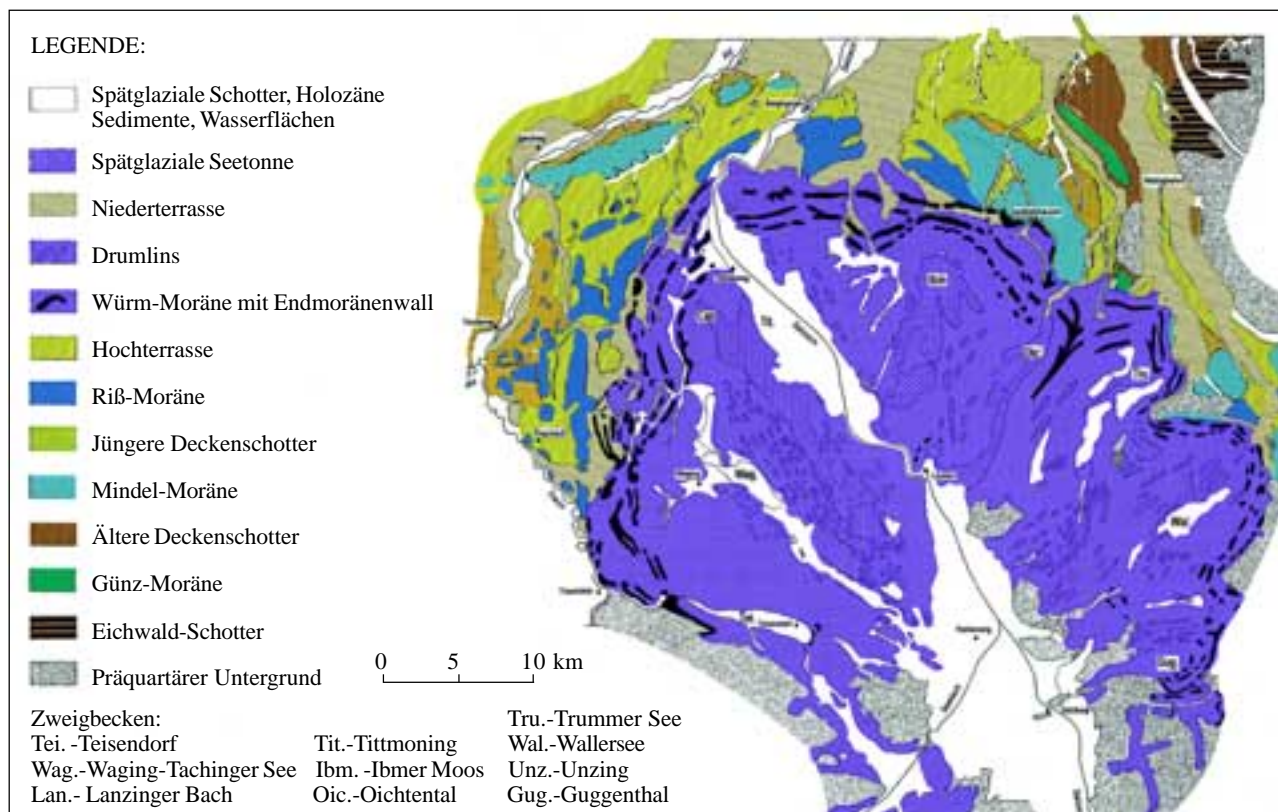 LEGENDE:
Spätglaziale Schotter, Holozäne
Sedimente, Wasserflächen
Spätglaziale Seetonne
Niederterrasse
Drumlins
Würm-Moräne mit Endmoränenwall
Hochterrasse
Riß-Moräne
Jüngere Deckenschotter
Mindel-Moräne
Ältere Deckenschotter
Günz-Moräne
Eichwald-Schotter
Präquartärer Untergrund
0 5 10 km
Zweigbecken:
Tei. -Teisendorf
Wag.-Waging-Tachinger See
Lan.- Lanzinger Bach
Tit.-Tittmoning
Ibm. -Ibmer Moos
Oic.-Oichtental
Tru.-Trummer See
Wal.-Wallersee
Unz.-Unzing
Gug.-Guggenthal